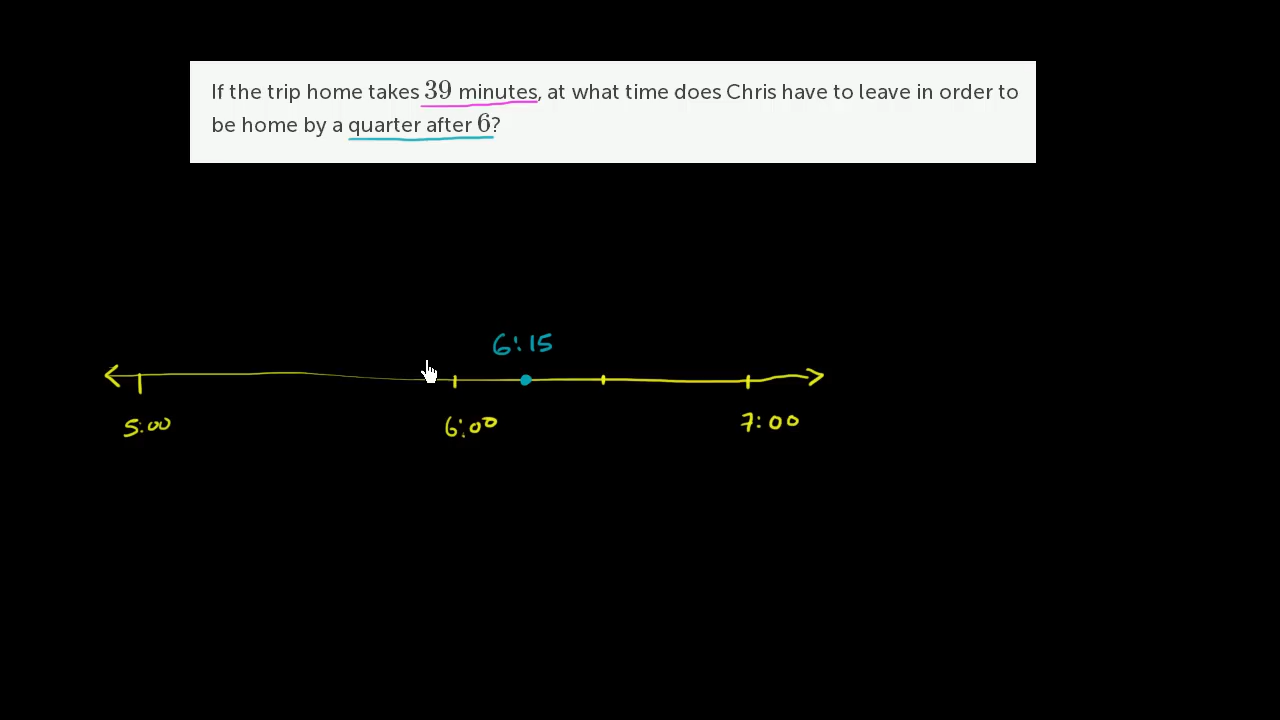 If the trip home takes 39 minutes, at what time does Chris have to leave in order to
be home by a quarter after 6?
6:15
5:00 6:00 7:00